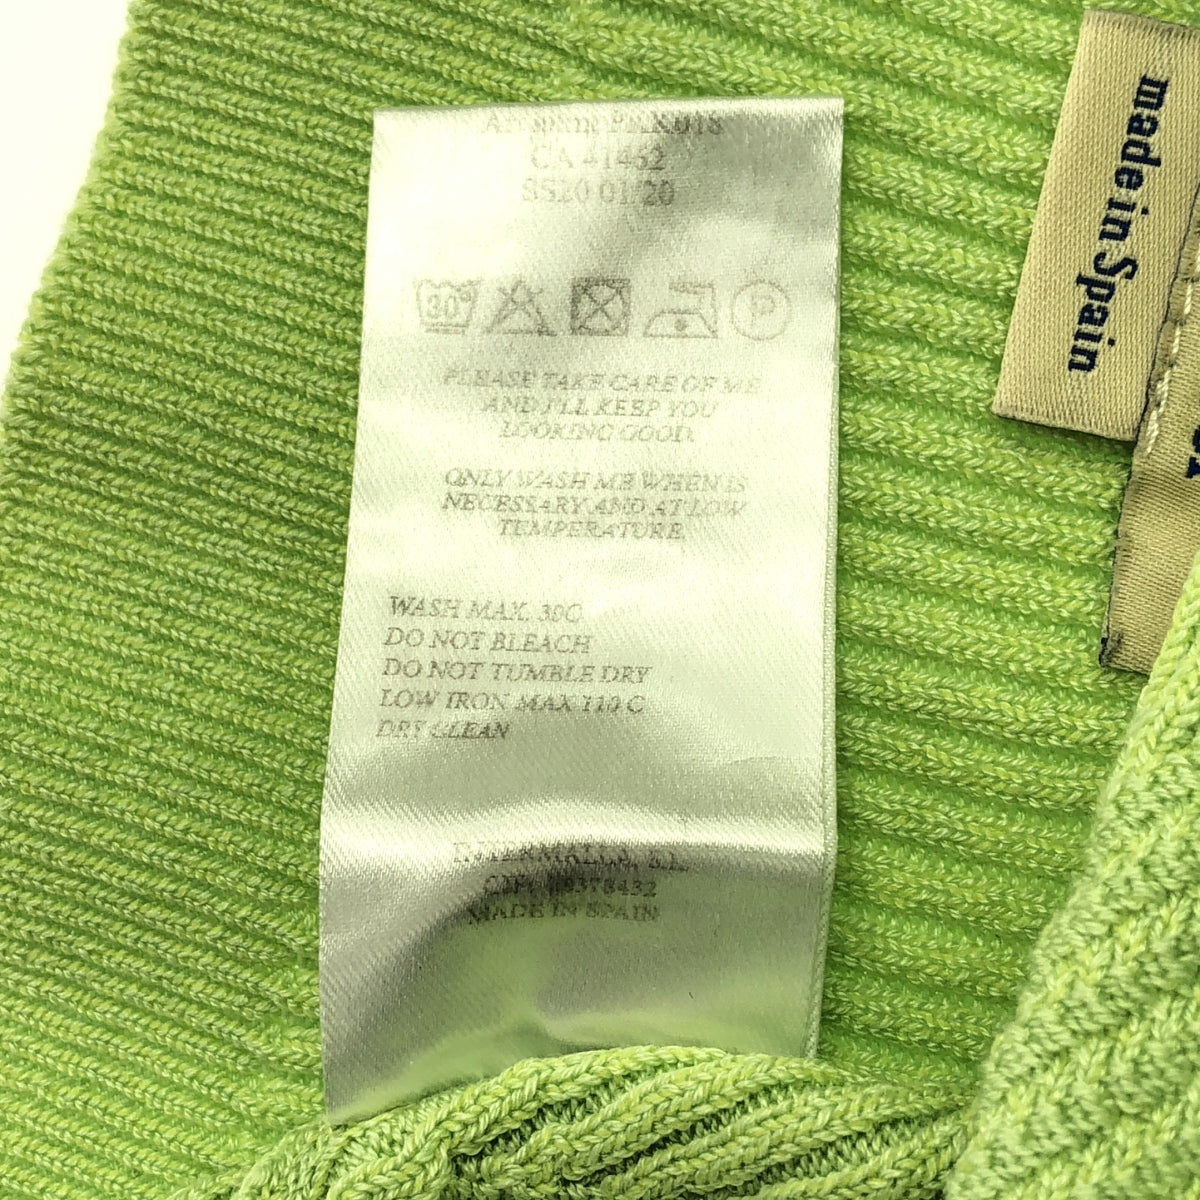 CA 41462
SS20 01/20
30°
P
PLEASE TAKE CARE OF ME
AND I'LL KEEP YOU
LOOKING GOOD.
ONLY WASH ME WHEN IS
NECESSARY AND AT LOW
TEMPERATURE.
WASH MAX. 30C
DO NOT BLEACH
DO NOT TUMBLE DRY
LOW IRON MAX 110 C
DRY CLEAN
S.L.
MADE IN SPAIN
made in Spain